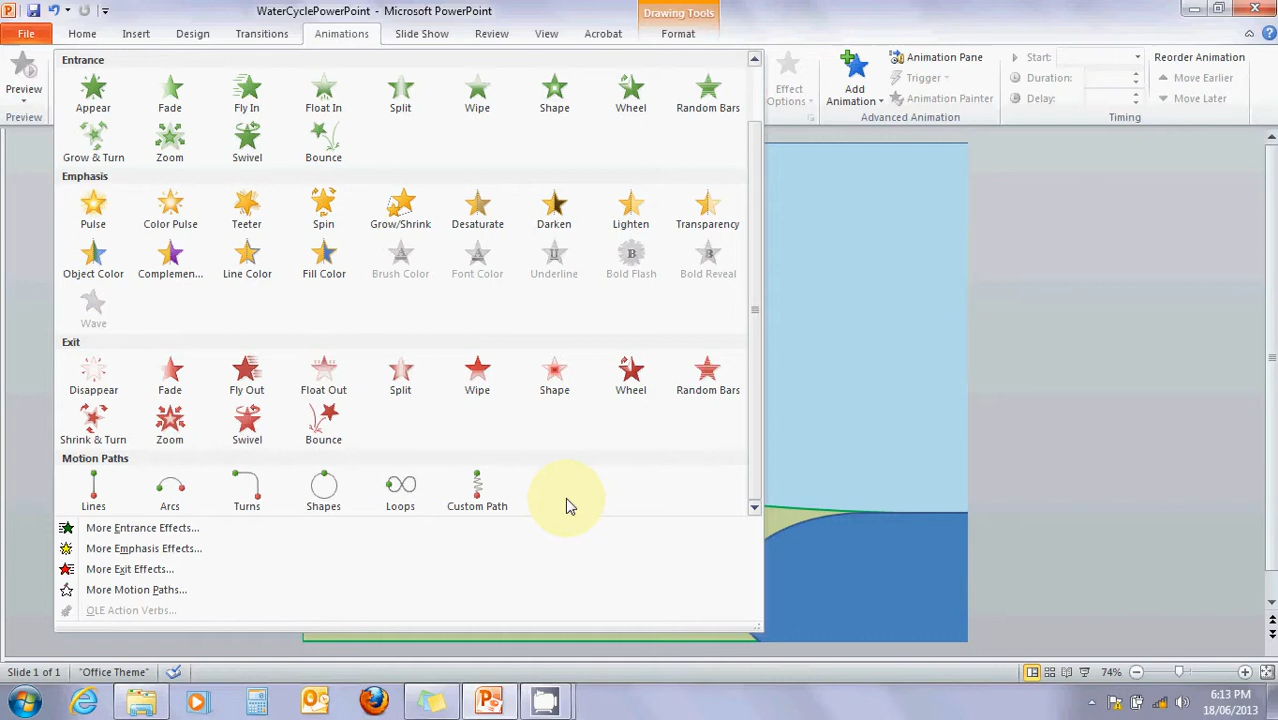 WaterCyclePowerPoint - Microsoft PowerPoint
Drawing Tools
File Home Insert Design Transitions Animations Slide Show Review View Acrobat Format
Preview
Preview
Effect Options
Add Animation
Animation Pane
Trigger
Animation Painter
Advanced Animation
Start:
Duration:
Delay:
Reorder Animation
Move Earlier
Move Later
Timing
Entrance
Appear Fade Fly In Float In Split Wipe Shape Wheel Random Bars
Grow & Turn Zoom Swivel Bounce
Emphasis
Pulse Color Pulse Teeter Spin Grow/Shrink Desaturate Darken Lighten Transparency
Object Color Complemen... Line Color Fill Color Brush Color Font Color Underline Bold Flash Bold Reveal
Wave
Exit
Disappear Fade Fly Out Float Out Split Wipe Shape Wheel Random Bars
Shrink & Turn Zoom Swivel Bounce
Motion Paths
Lines Arcs Turns Shapes Loops Custom Path
More Entrance Effects...
More Emphasis Effects...
More Exit Effects...
More Motion Paths...
OLE Action Verbs...
Slide 1 of 1 "Office Theme" 74%
6:13 PM
18/06/2013